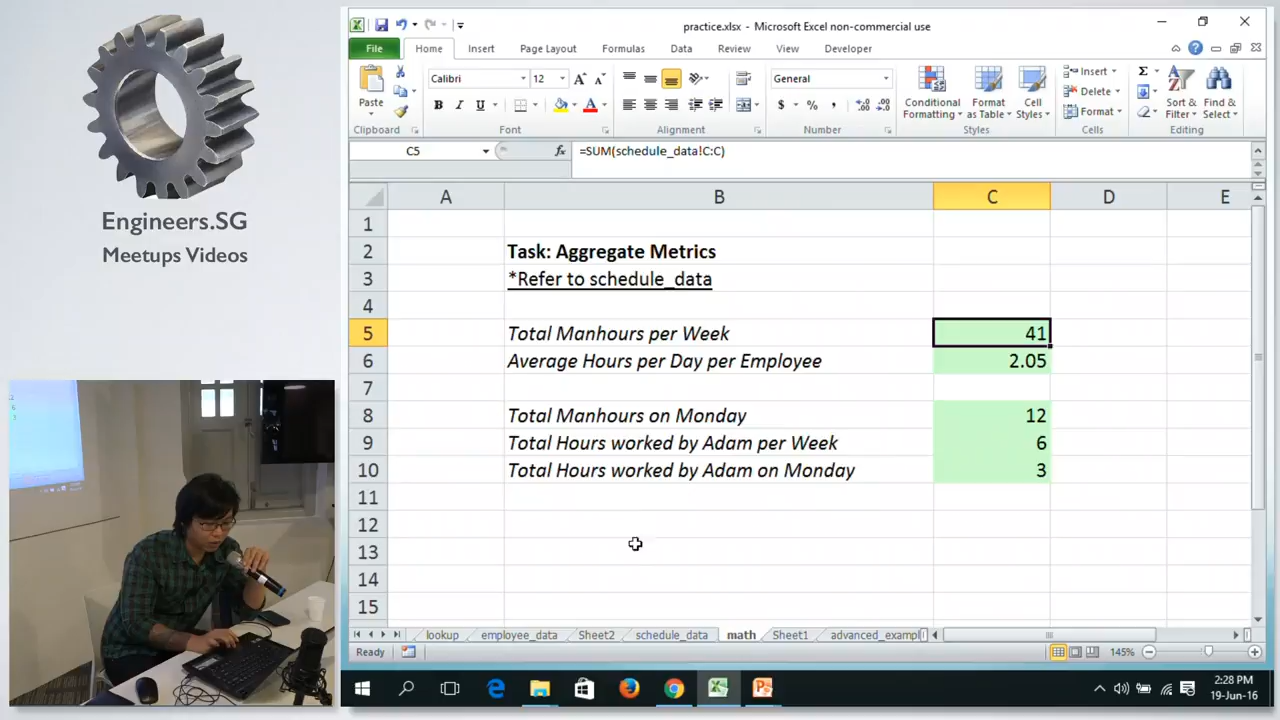 Engineers.SG
Meetups Videos
practice.xlsx - Microsoft Excel non-commercial use
File Home Insert Page Layout Formulas Data Review View Developer
Paste
Calibri 12
General
Conditional Formatting
Format as Table
Cell Styles
Insert
Delete
Format
Sort & Filter
Find & Select
Clipboard Font Alignment Number Styles Cells Editing
C5 fx =SUM(schedule_data!C:C)
A B C D E
1
2 Task: Aggregate Metrics
3 *Refer to schedule_data
4
5 Total Manhours per Week 41
6 Average Hours per Day per Employee 2.05
7
8 Total Manhours on Monday 12
9 Total Hours worked by Adam per Week 6
10 Total Hours worked by Adam on Monday 3
11
12
13
14
15
lookup employee_data Sheet2 schedule_data math Sheet1 advanced_exampl
Ready 145%
2:28 PM
19-Jun-16